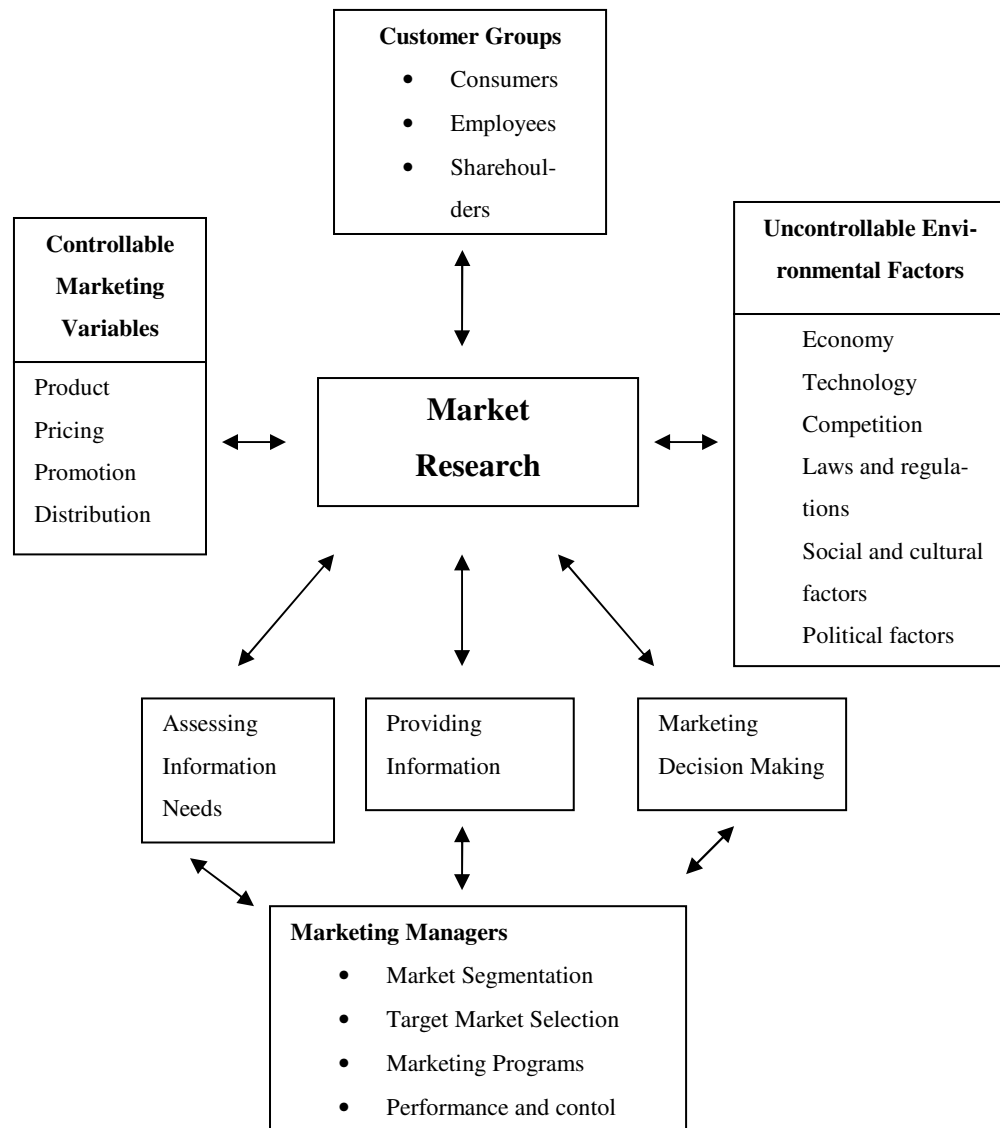 Customer Groups
• Consumers
• Employees
• Sharehoul-
ders
Controllable
Marketing
Variables
Product
Pricing
Promotion
Distribution
Market
Research
Uncontrollable Envi-
ronmental Factors
Economy
Technology
Competition
Laws and regula-
tions
Social and cultural
factors
Political factors
Assessing
Information
Needs
Providing
Information
Marketing
Decision Making
Marketing Managers
• Market Segmentation
• Target Market Selection
• Marketing Programs
• Performance and contol